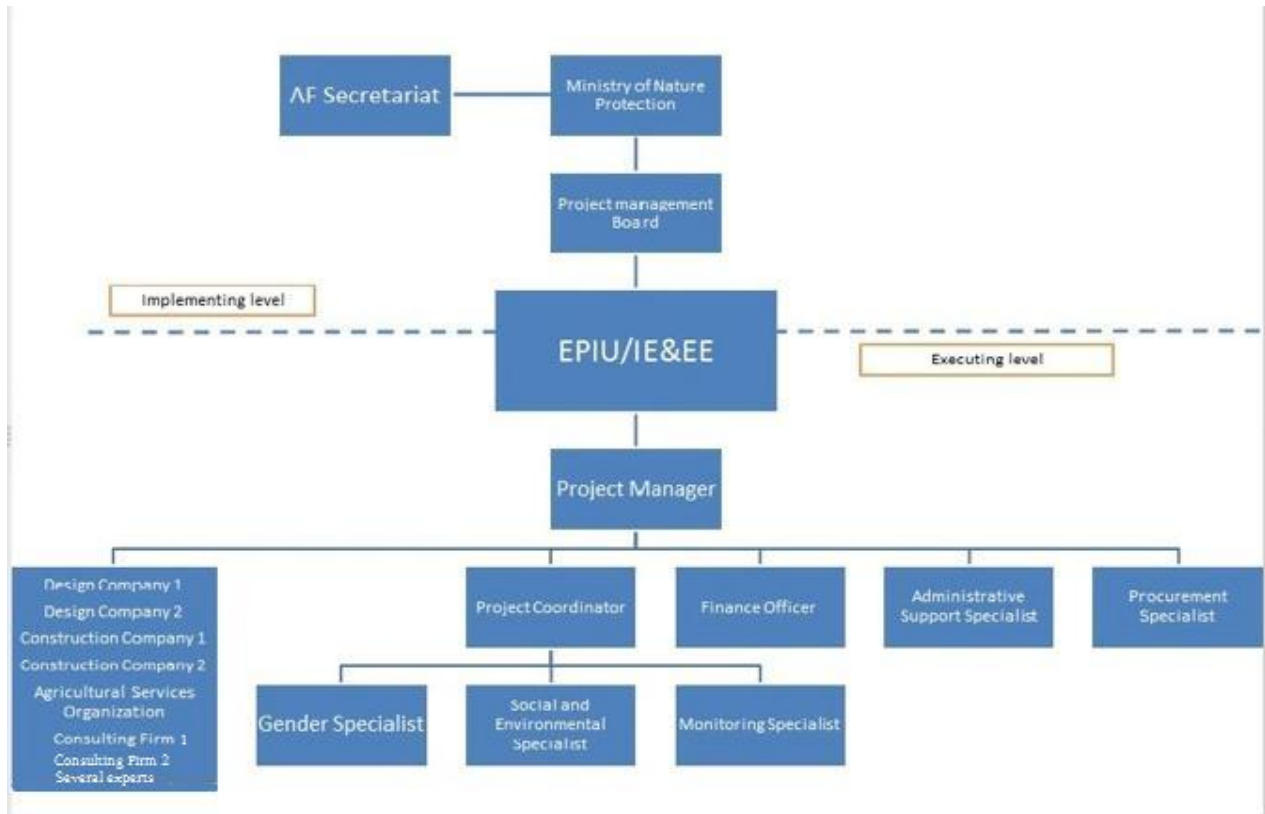 AF Secretariat
Ministry of Nature
Protection
Project management
Board
Implementing level
EPIU/IE&EE
Executing level
Project Manager
Design Company 1
Design Company 2
Construction Company 1
Construction Company 2
Agricultural Services
Organization
Consulting Firm 1
Consulting Firm 2
Several experts
Project Coordinator
Finance Officer
Administrative
Support Specialist
Procurement
Specialist
Gender Specialist
Social and
Environmental
Specialist
Monitoring Specialist